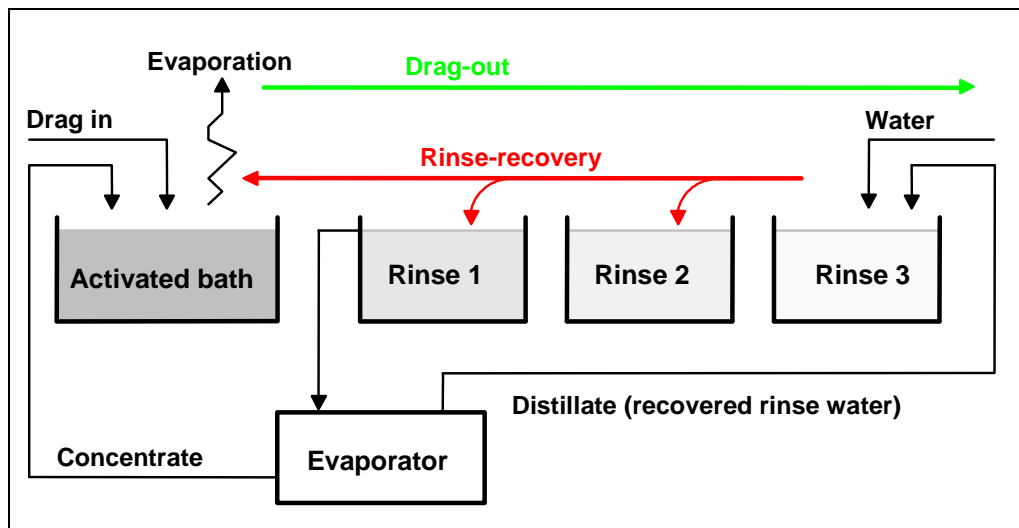 Evaporation
Drag-out
Drag in
Water
Rinse-recovery
Activated bath
Rinse 1
Rinse 2
Rinse 3
Distillate (recovered rinse water)
Concentrate
Evaporator